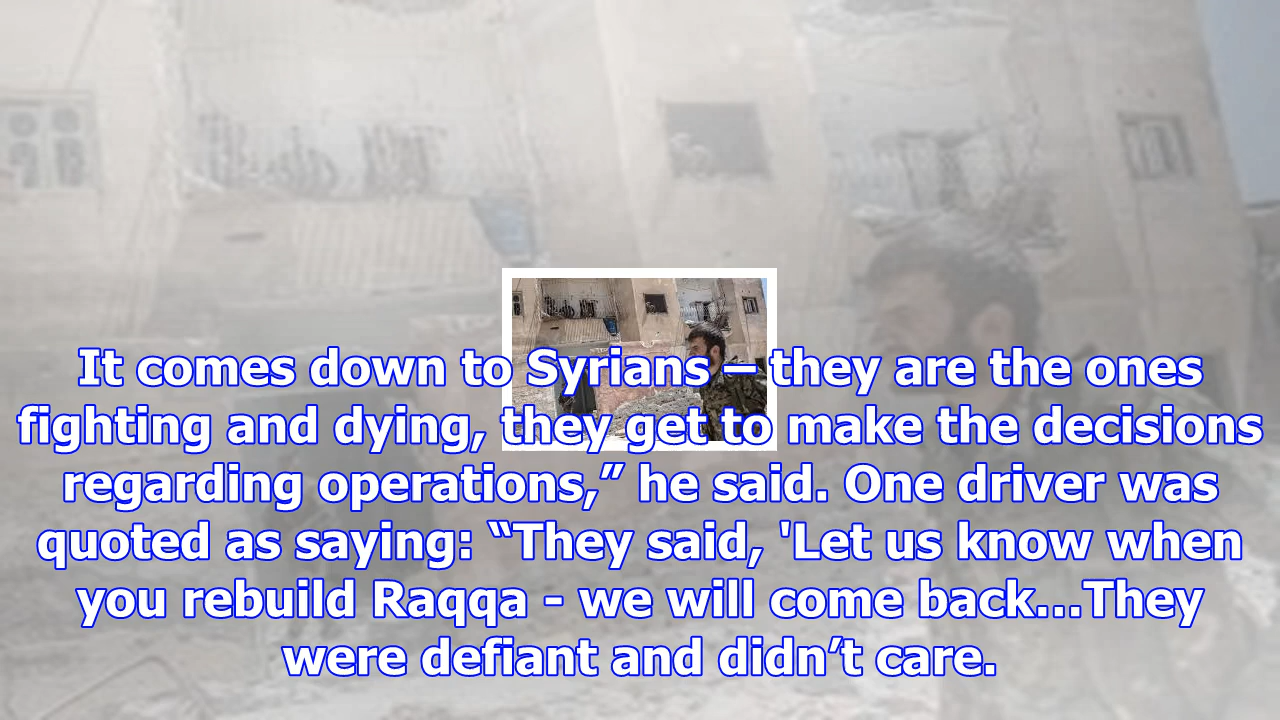 It comes down to Syrians – they are the ones
fighting and dying, they get to make the decisions
regarding operations,” he said. One driver was
quoted as saying: “They said, 'Let us know when
you rebuild Raqqa - we will come back...They
were defiant and didn’t care.